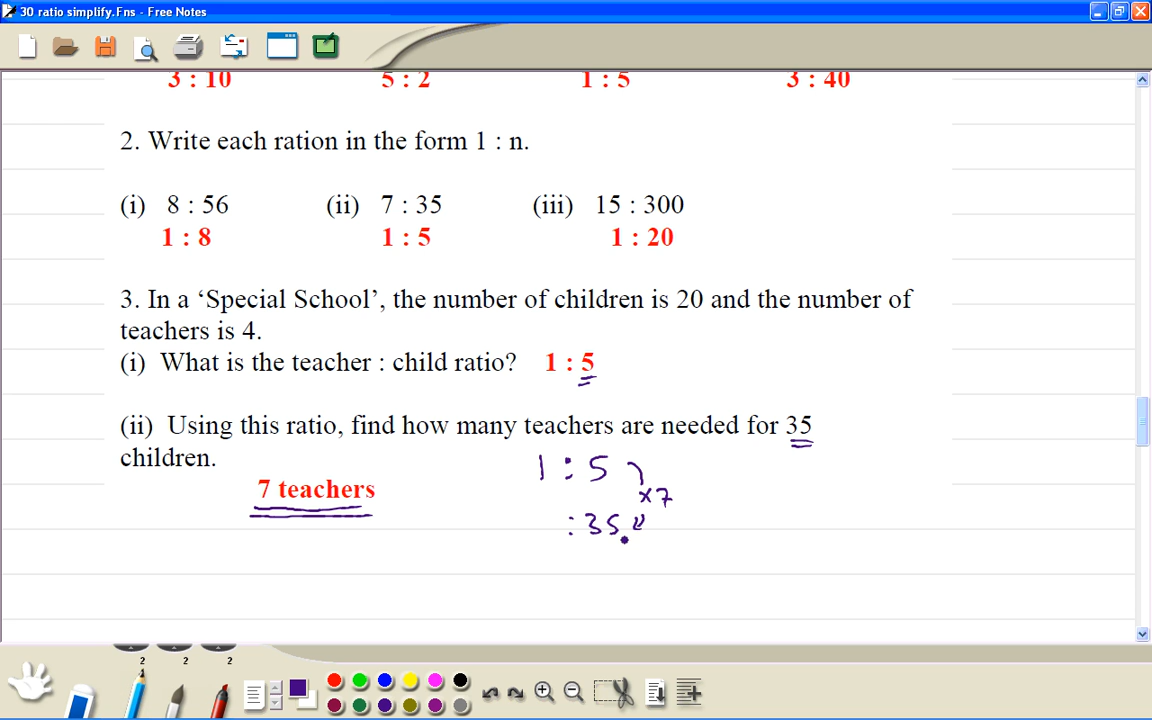 30 ratio simplify.Fns - Free Notes
3 : 10 5 : 2 1 : 5 3 : 40
2. Write each ration in the form 1 : n.
(i) 8 : 56 (ii) 7 : 35 (iii) 15 : 300
1 : 8 1 : 5 1 : 20
3. In a ‘Special School’, the number of children is 20 and the number of
teachers is 4.
(i) What is the teacher : child ratio? 1 : 5
(ii) Using this ratio, find how many teachers are needed for 35
children.
1 : 5
7 teachers
×7
: 35
2 2 2